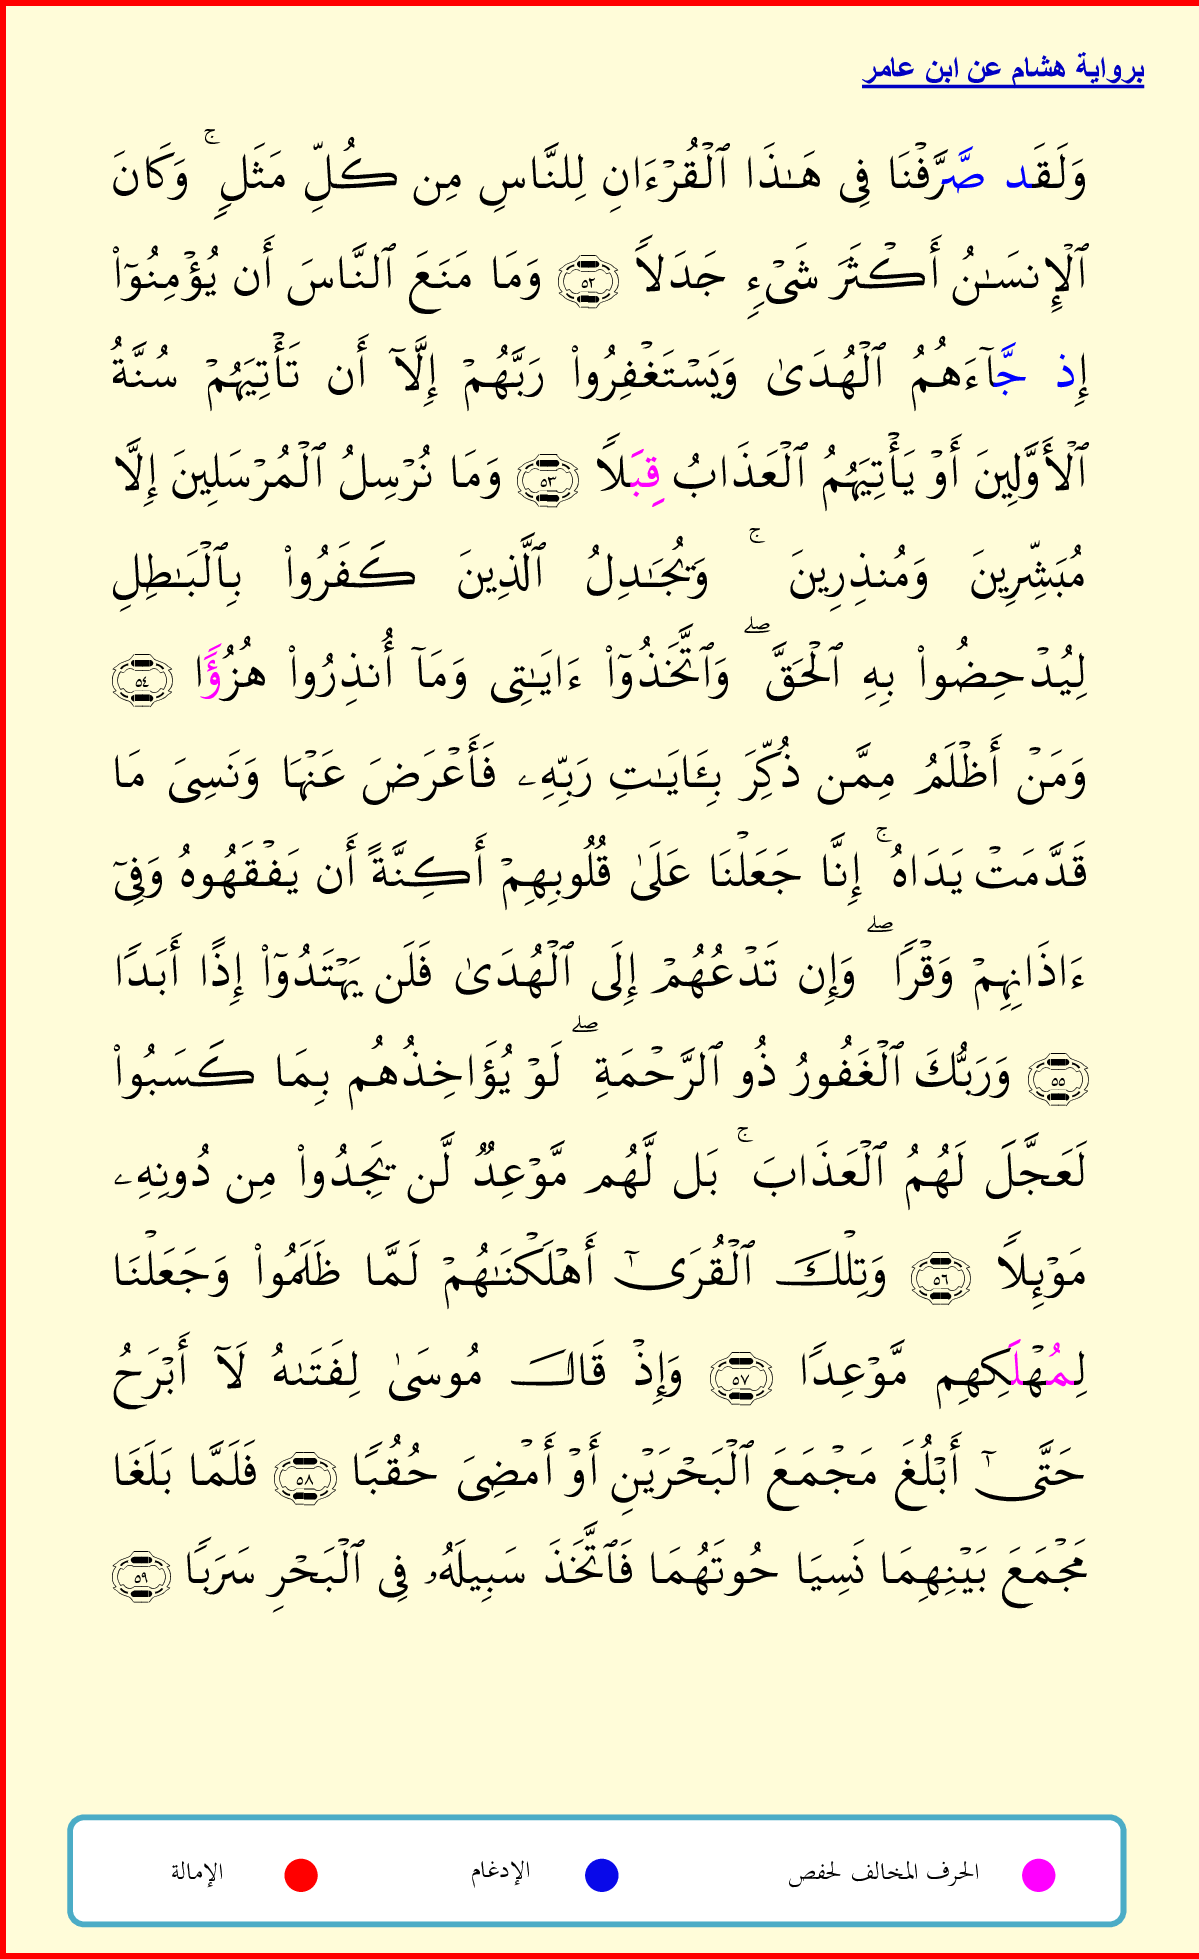 برواية هشام عن ابن عامر
وَلَقَد صَّرَّفْنَا فِى هَـٰذَا ٱلْقُرْءَانِ لِلنَّاسِ مِن كُلِّ مَثَلٍۢ ۚ وَكَانَ
ٱلْإِنسَـٰنُ أَكْثَرَ شَىْءٍۢ جَدَلًا ٥٢ وَمَا مَنَعَ ٱلنَّاسَ أَن يُؤْمِنُوٓا۟
إِذ جَّآءَهُمُ ٱلْهُدَىٰ وَيَسْتَغْفِرُوا۟ رَبَّهُمْ إِلَّآ أَن تَأْتِيَهُمْ سُنَّةُ
ٱلْأَوَّلِينَ أَوْ يَأْتِيَهُمُ ٱلْعَذَابُ قِبَلًا ٥٣ وَمَا نُرْسِلُ ٱلْمُرْسَلِينَ إِلَّا
مُبَشِّرِينَ وَمُنذِرِينَ ۚ وَيُجَـٰدِلُ ٱلَّذِينَ كَفَرُوا۟ بِٱلْبَـٰطِلِ
لِيُدْحِضُوا۟ بِهِ ٱلْحَقَّ ۖ وَٱتَّخَذُوٓا۟ ءَايَـٰتِى وَمَآ أُنذِرُوا۟ هُزُؤًا ٥٤
وَمَنْ أَظْلَمُ مِمَّن ذُكِّرَ بِـَٔايَـٰتِ رَبِّهِۦ فَأَعْرَضَ عَنْهَا وَنَسِىَ مَا
قَدَّمَتْ يَدَاهُ ۚ إِنَّا جَعَلْنَا عَلَىٰ قُلُوبِهِمْ أَكِنَّةً أَن يَفْقَهُوهُ وَفِىٓ
ءَاذَانِهِمْ وَقْرًا ۖ وَإِن تَدْعُهُمْ إِلَى ٱلْهُدَىٰ فَلَن يَهْتَدُوٓا۟ إِذًا أَبَدًا
٥٥ وَرَبُّكَ ٱلْغَفُورُ ذُو ٱلرَّحْمَةِ ۖ لَوْ يُؤَاخِذُهُم بِمَا كَسَبُوا۟
لَعَجَّلَ لَهُمُ ٱلْعَذَابَ ۚ بَل لَّهُم مَّوْعِدٌ لَّن يَجِدُوا۟ مِن دُونِهِۦ
مَوْئِلًا ٥٦ وَتِلْكَ ٱلْقُرَىٰٓ أَهْلَكْنَـٰهُمْ لَمَّا ظَلَمُوا۟ وَجَعَلْنَا
لِمُهْلَكِهِم مَّوْعِدًا ٥٧ وَإِذْ قَالَ مُوسَىٰ لِفَتَىٰهُ لَآ أَبْرَحُ
حَتَّىٰٓ أَبْلُغَ مَجْمَعَ ٱلْبَحْرَيْنِ أَوْ أَمْضِىَ حُقُبًا ٥٨ فَلَمَّا بَلَغَا
مَجْمَعَ بَيْنِهِمَا نَسِيَا حُوتَهُمَا فَٱتَّخَذَ سَبِيلَهُۥ فِى ٱلْبَحْرِ سَرَبًا ٥٩
الحرف المخالف لحفص الإدغام الإمالة